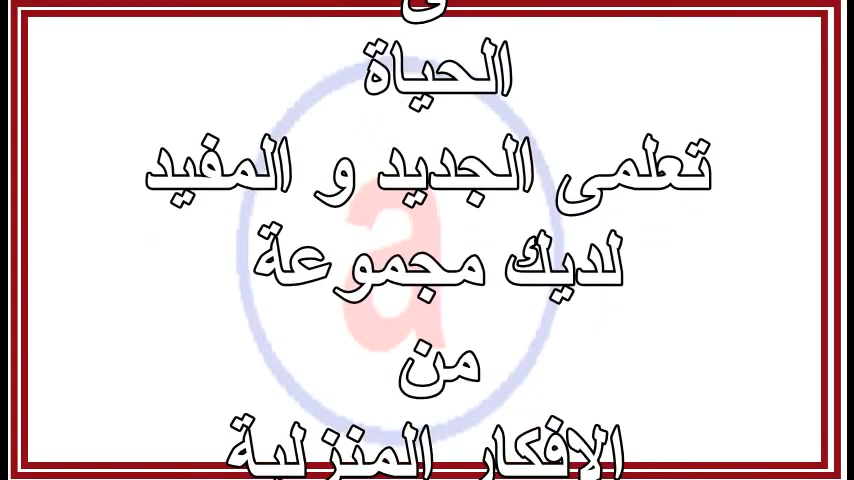 الحياة
تعلمى الجديد و المفيد
لديك مجموعة
من
الافكار المنزلية
a